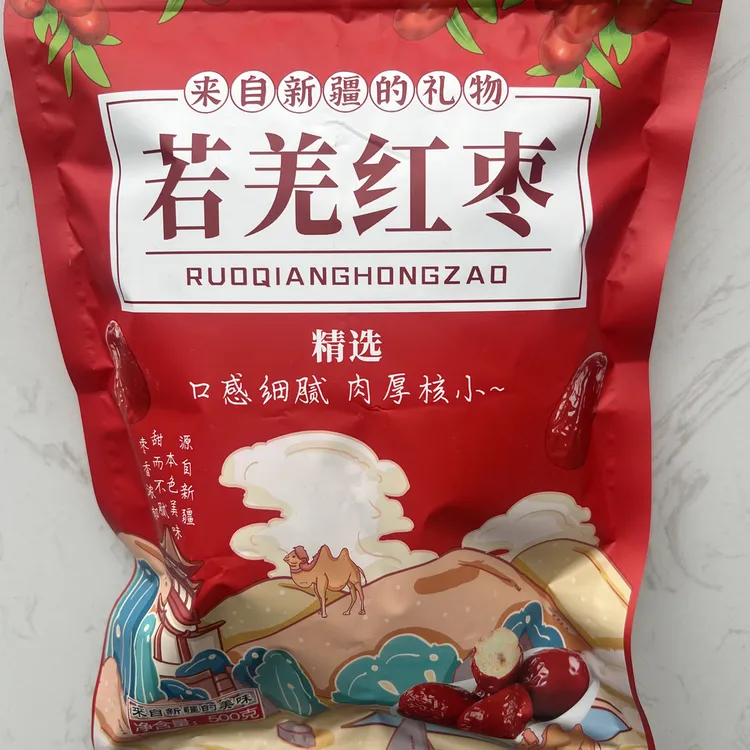 来自新疆的礼物
若羌红枣
RUOQIANGHONGZAO
精选
口感细腻 肉厚核小~
源自新疆
本色美味
甜而不腻
枣香浓郁
来自新疆的美味
净含量: 500克